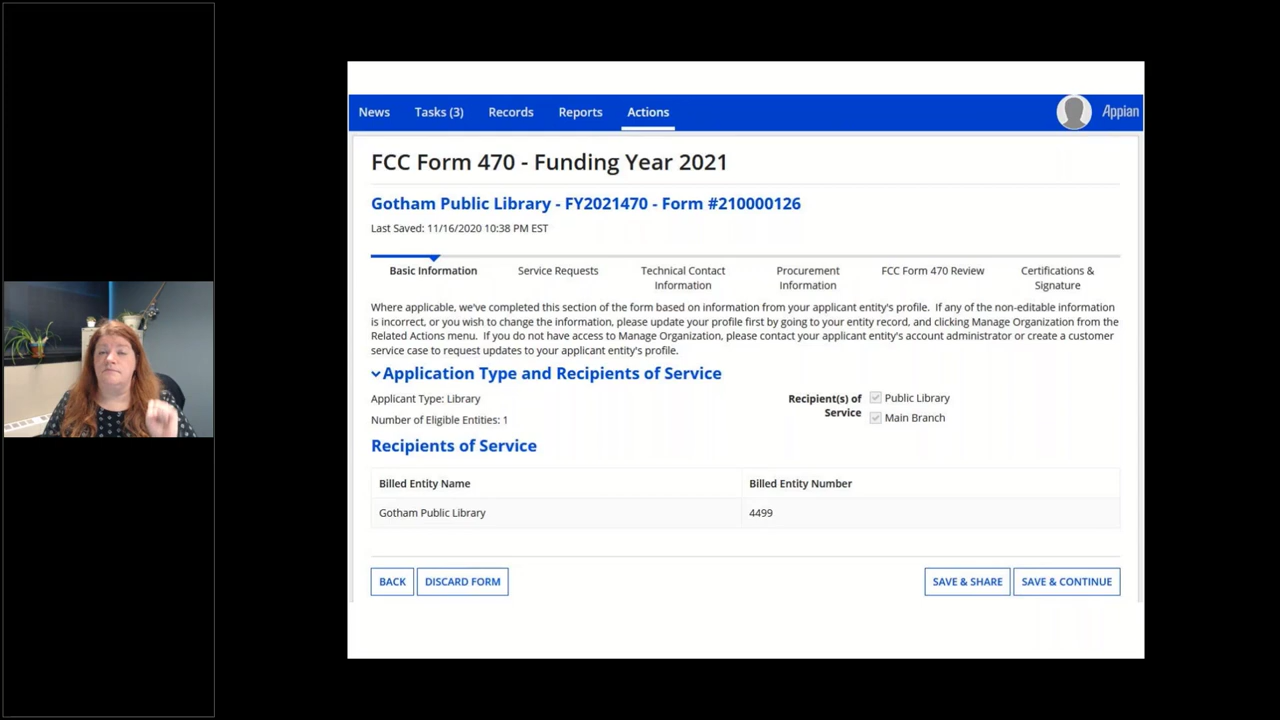 News Tasks (3) Records Reports Actions Appian
FCC Form 470 - Funding Year 2021
Gotham Public Library - FY2021470 - Form #210000126
Last Saved: 11/16/2020 10:38 PM EST
Basic Information Service Requests Technical Contact Information Procurement Information FCC Form 470 Review Certifications & Signature
Where applicable, we've completed this section of the form based on information from your applicant entity's profile. If any of the non-editable information
is incorrect, or you wish to change the information, please update your profile first by going to your entity record, and clicking Manage Organization from the
Related Actions menu. If you do not have access to Manage Organization, please contact your applicant entity's account administrator or create a customer
service case to request updates to your applicant entity's profile.
Application Type and Recipients of Service
Applicant Type: Library
Number of Eligible Entities: 1
Recipient(s) of Service
Public Library
Main Branch
Recipients of Service
Billed Entity Name Billed Entity Number
Gotham Public Library 4499
BACK DISCARD FORM SAVE & SHARE SAVE & CONTINUE